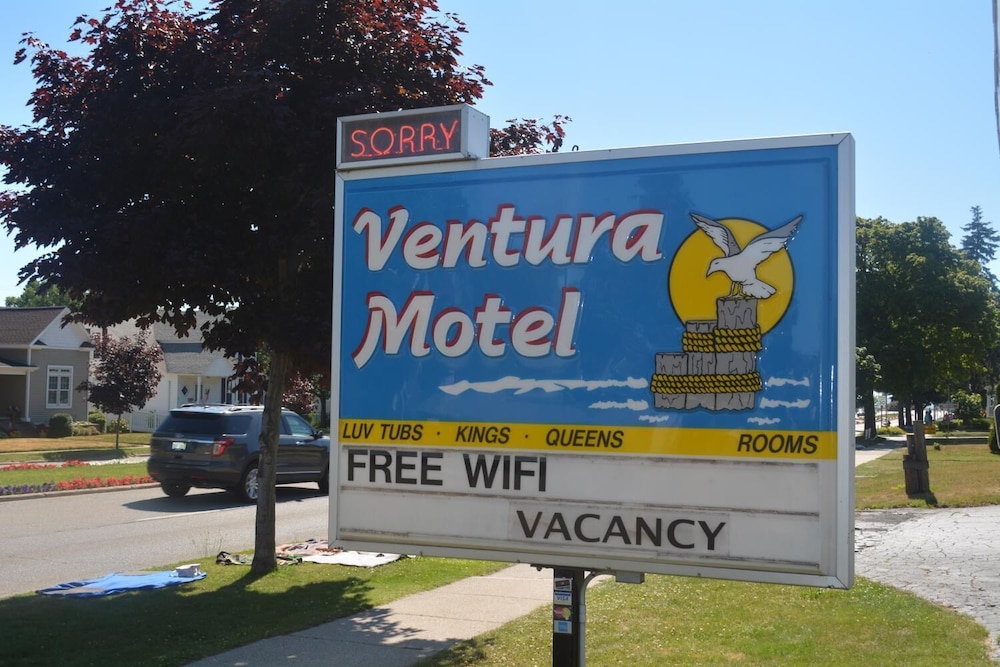 SORRY
Ventura
Motel
LUV TUBS · KINGS · QUEENS ROOMS
FREE WIFI
VACANCY